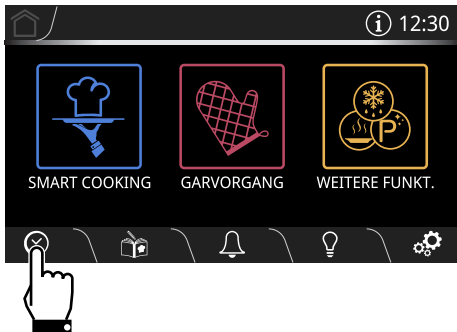 12:30
SMART COOKING
GARVORGANG
WEITERE FUNKT.
P